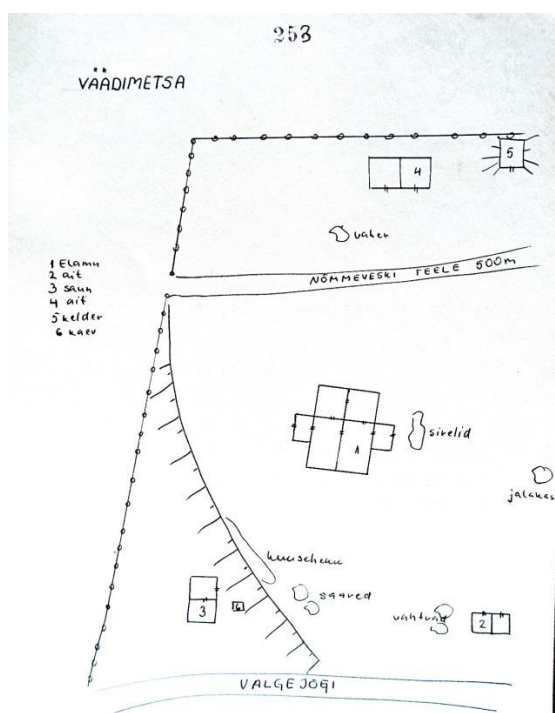 253
VÄÄDIMETSA
4
5
vaher
1 Elamu
2 ait
3 saun
4 ait
5 kelder
6 kaev
NÕMMEVESKI TEELE 500m
1
sirelid
jalakas
kuusehekk
saared
3
6
vahtrad
2
VALGEJÕGI